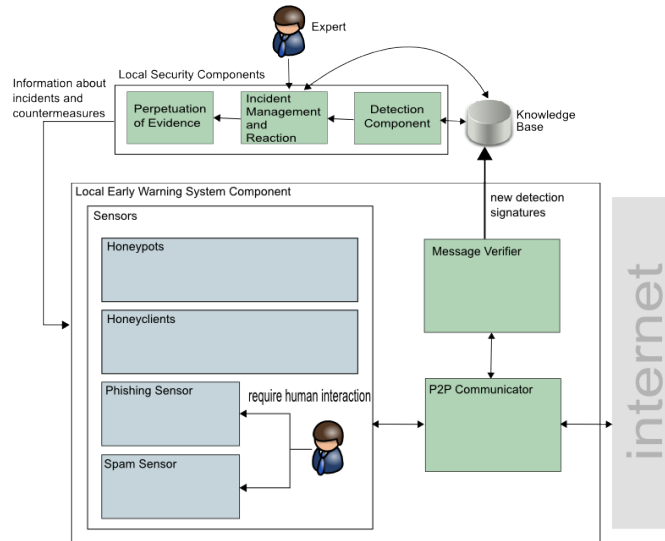 Expert
Local Security Components
Information about
incidents and
countermeasures
Perpetuation
of Evidence
Incident
Management
and
Reaction
Detection
Component
Knowledge
Base
Local Early Warning System Component
new detection
signatures
Sensors
Honeypots
Message Verifier
Honeyclients
Phishing Sensor
require human interaction
P2P Communicator
Spam Sensor
internet